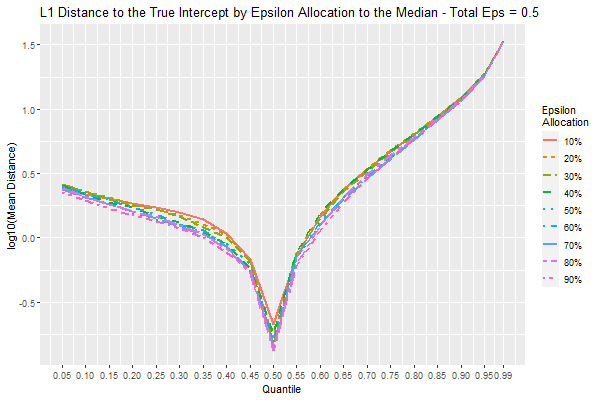 L1 Distance to the True Intercept by Epsilon Allocation to the Median - Total Eps = 0.5
log10(Mean Distance)
1.5
1.0
0.5
0.0
-0.5
0.05 0.10 0.15 0.20 0.25 0.30 0.35 0.40 0.45 0.50 0.55 0.60 0.65 0.70 0.75 0.80 0.85 0.90 0.95 0.99
Quantile
Epsilon
Allocation
10%
20%
30%
40%
50%
60%
70%
80%
90%